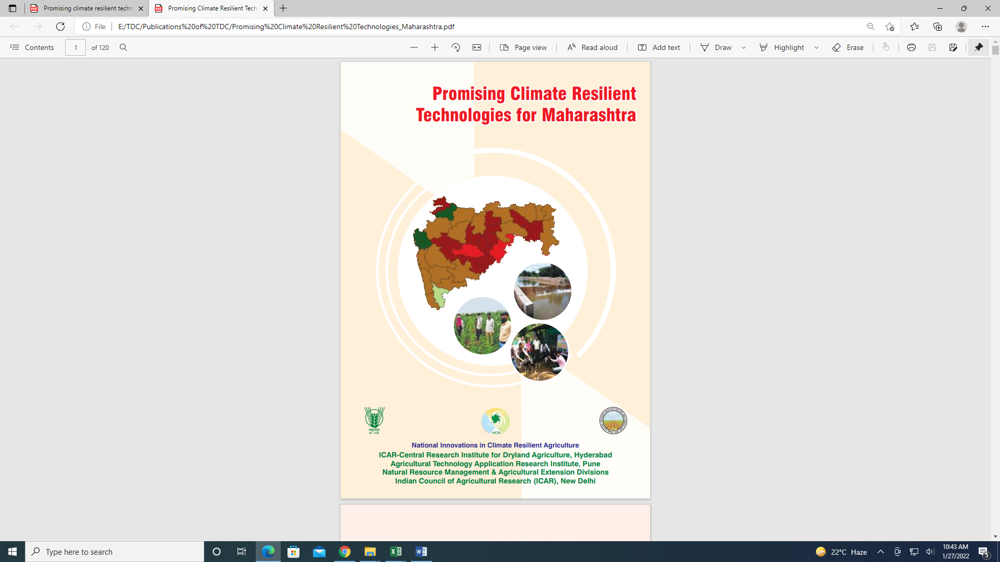 Promising climate resilient techn
Promising Climate Resilient Tech
File
E:/TDC/Publications%20of%20TDC/Promising%20Climate%20Resilient%20Technologies_Maharashtra.pdf
Contents
1
of 120
Page view
Read aloud
Add text
Draw
Highlight
Erase
Promising Climate Resilient
Technologies for Maharashtra
भाकृअनुप
ICAR
NICRA
National Innovations in Climate Resilient Agriculture
ICAR-Central Research Institute for Dryland Agriculture, Hyderabad
Agricultural Technology Application Research Institute, Pune
Natural Resource Management & Agricultural Extension Divisions
Indian Council of Agricultural Research (ICAR), New Delhi
Type here to search
22°C Haze
10:43 AM
1/27/2022
5